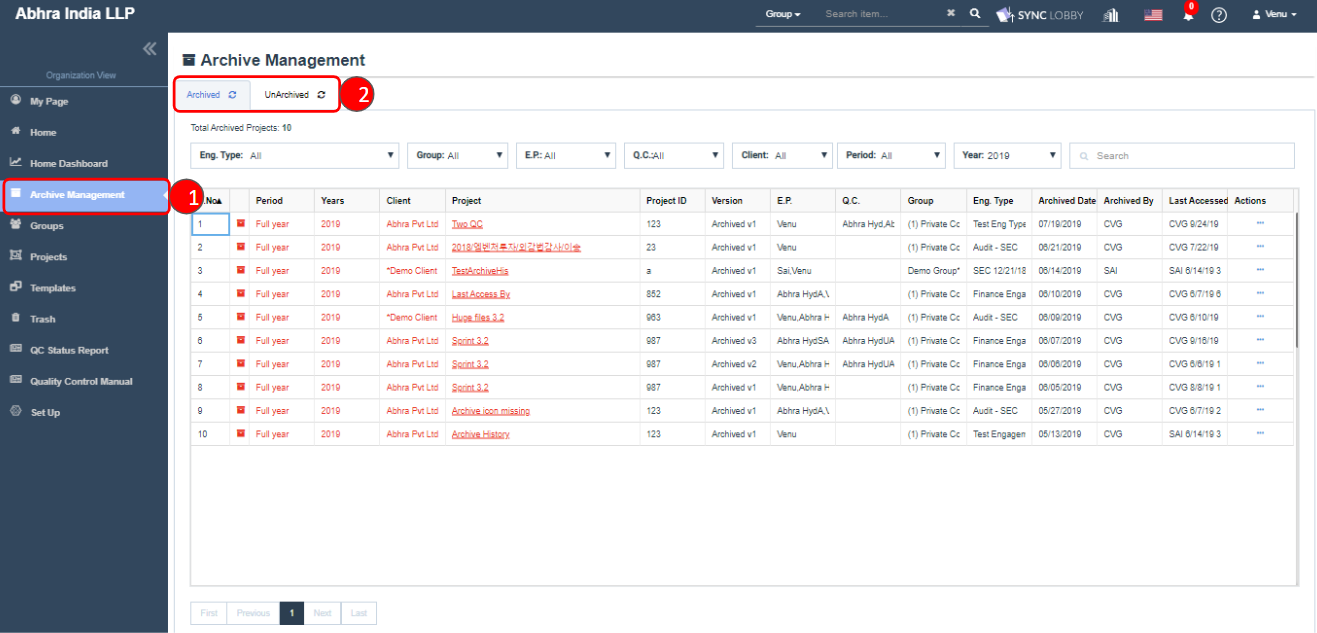 Abhra India LLP
Group
Search item...
SYNC LOBBY
0
Venu
Organization View
My Page
Home
Home Dashboard
Archive Management
Groups
Projects
Templates
Trash
QC Status Report
Quality Control Manual
Set Up
1
Archive Management
Archived UnArchived
2
Total Archived Projects: 10
Eng. Type: All Group: All E.P.: All Q.C.:All Client: All Period: All Year: 2019 Search
.No▲ Period Years Client Project Project ID Version E.P. Q.C. Group Eng. Type Archived Date Archived By Last Accessed Actions
1 Full year 2019 Abhra Pvt Ltd Two QC 123 Archived v1 Venu Abhra Hyd,Ab (1) Private Cc Test Eng Type 07/19/2019 CVG CVG 9/24/19 ...
2 Full year 2019 Abhra Pvt Ltd 23 Archived v1 Venu (1) Private Cc Audit - SEC 06/21/2019 CVG CVG 7/22/19 ...
3 Full year 2019 *Demo Client TestArchiveHis a Archived v1 Sai,Venu Demo Group* SEC 12/21/18 06/14/2019 SAI SAI 6/14/19 3 ...
4 Full year 2019 Abhra Pvt Ltd Last Access By 852 Archived v1 Abhra HydA,\ (1) Private Cc Finance Enga 06/10/2019 CVG CVG 6/7/19 6 ...
5 Full year 2019 *Demo Client Huge files 3.2 963 Archived v1 Venu,Abhra H Abhra HydA (1) Private Cc Audit - SEC 06/09/2019 CVG CVG 6/10/19 ...
6 Full year 2019 Abhra Pvt Ltd Sprint 3.2 987 Archived v3 Abhra HydSA Abhra HydUA (1) Private Cc Finance Enga 06/07/2019 CVG CVG 9/16/19 ...
7 Full year 2019 Abhra Pvt Ltd Sprint 3.2 987 Archived v2 Venu,Abhra H Abhra HydUA (1) Private Cc Finance Enga 06/06/2019 CVG CVG 6/6/19 1 ...
8 Full year 2019 Abhra Pvt Ltd Sprint 3.2 987 Archived v1 Venu,Abhra H (1) Private Cc Finance Enga 06/05/2019 CVG CVG 8/8/19 1 ...
9 Full year 2019 Abhra Pvt Ltd Archive icon missing 123 Archived v1 Abhra HydA,\ (1) Private Cc Audit - SEC 05/27/2019 CVG CVG 6/7/19 2 ...
10 Full year 2019 Abhra Pvt Ltd Archive History 123 Archived v1 Venu (1) Private Cc Test Engagen 05/13/2019 CVG SAI 6/14/19 3 ...
First Previous 1 Next Last